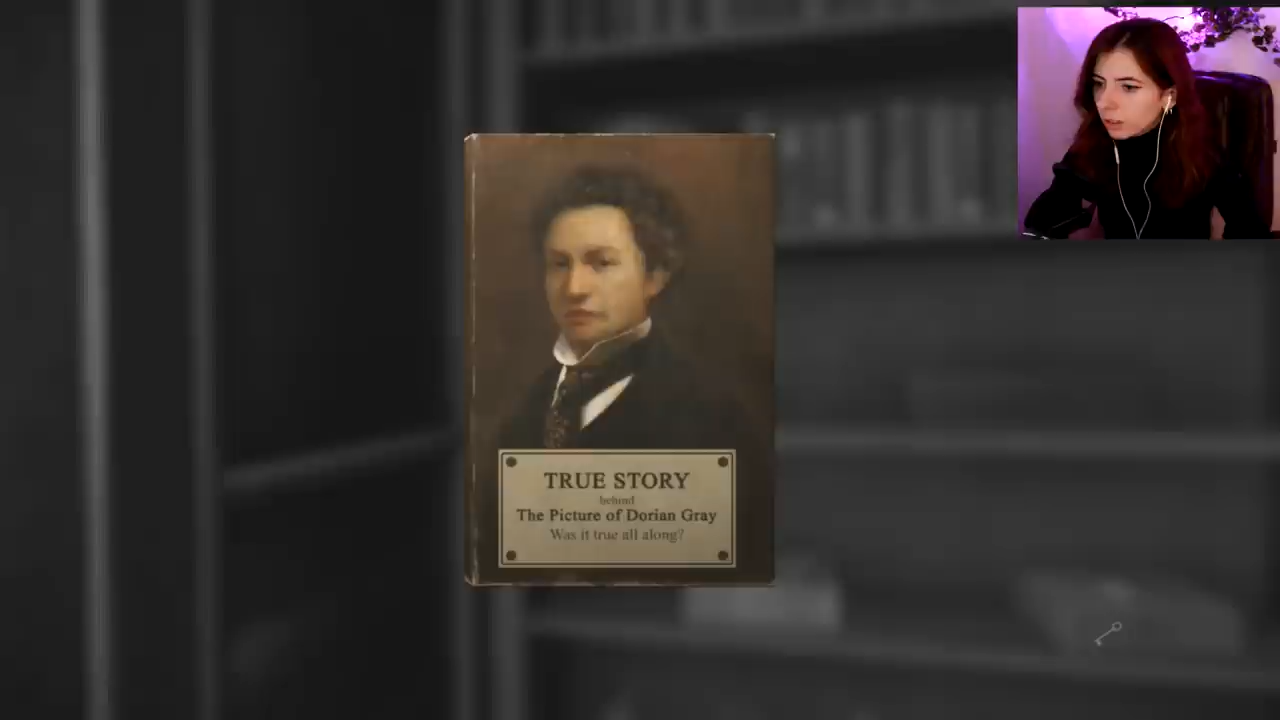 TRUE STORY
behind
The Picture of Dorian Gray
Was it true all along?